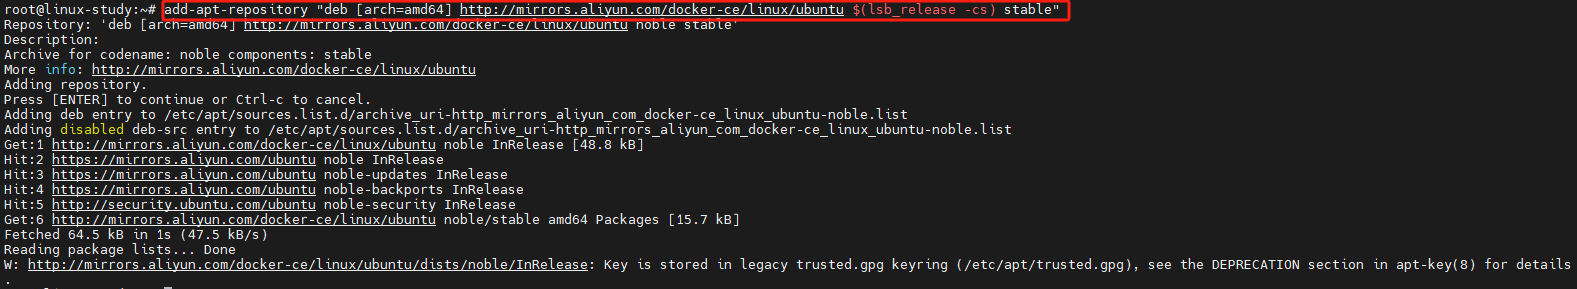 root@linux-study:~# add-apt-repository "deb [arch=amd64] http://mirrors.aliyun.com/docker-ce/linux/ubuntu $(lsb_release -cs) stable"
Repository: 'deb [arch=amd64] http://mirrors.aliyun.com/docker-ce/linux/ubuntu noble stable'
Description:
Archive for codename: noble components: stable
More info: http://mirrors.aliyun.com/docker-ce/linux/ubuntu
Adding repository.
Press [ENTER] to continue or Ctrl-c to cancel.
Adding deb entry to /etc/apt/sources.list.d/archive_uri-http_mirrors_aliyun_com_docker-ce_linux_ubuntu-noble.list
Adding disabled deb-src entry to /etc/apt/sources.list.d/archive_uri-http_mirrors_aliyun_com_docker-ce_linux_ubuntu-noble.list
Get:1 http://mirrors.aliyun.com/docker-ce/linux/ubuntu noble InRelease [48.8 kB]
Hit:2 https://mirrors.aliyun.com/ubuntu noble InRelease
Hit:3 https://mirrors.aliyun.com/ubuntu noble-updates InRelease
Hit:4 https://mirrors.aliyun.com/ubuntu noble-backports InRelease
Hit:5 http://security.ubuntu.com/ubuntu noble-security InRelease
Get:6 http://mirrors.aliyun.com/docker-ce/linux/ubuntu noble/stable amd64 Packages [15.7 kB]
Fetched 64.5 kB in 1s (47.5 kB/s)
Reading package lists... Done
W: http://mirrors.aliyun.com/docker-ce/linux/ubuntu/dists/noble/InRelease: Key is stored in legacy trusted.gpg keyring (/etc/apt/trusted.gpg), see the DEPRECATION section in apt-key(8) for details
.